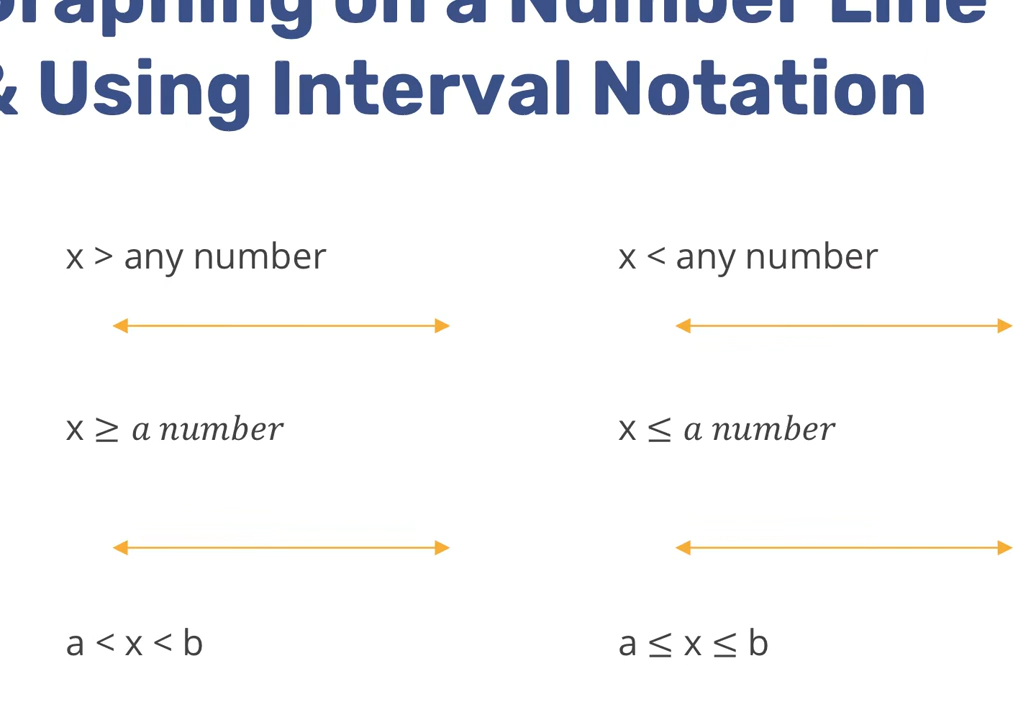 Graphing on a Number Line
& Using Interval Notation
x > any number
x < any number
x ≥ a number
x ≤ a number
a < x < b
a ≤ x ≤ b